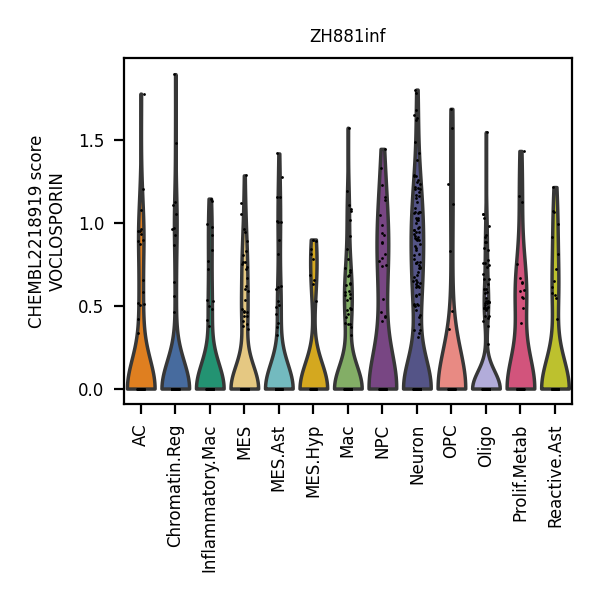 ZH881inf
CHEMBL2218919 score
VOCLOSPORIN
1.5
1.0
0.5
0.0
AC
Chromatin.Reg
Inflammatory.Mac
MES
MES.Ast
MES.Hyp
Mac
NPC
Neuron
OPC
Oligo
Prolif.Metab
Reactive.Ast